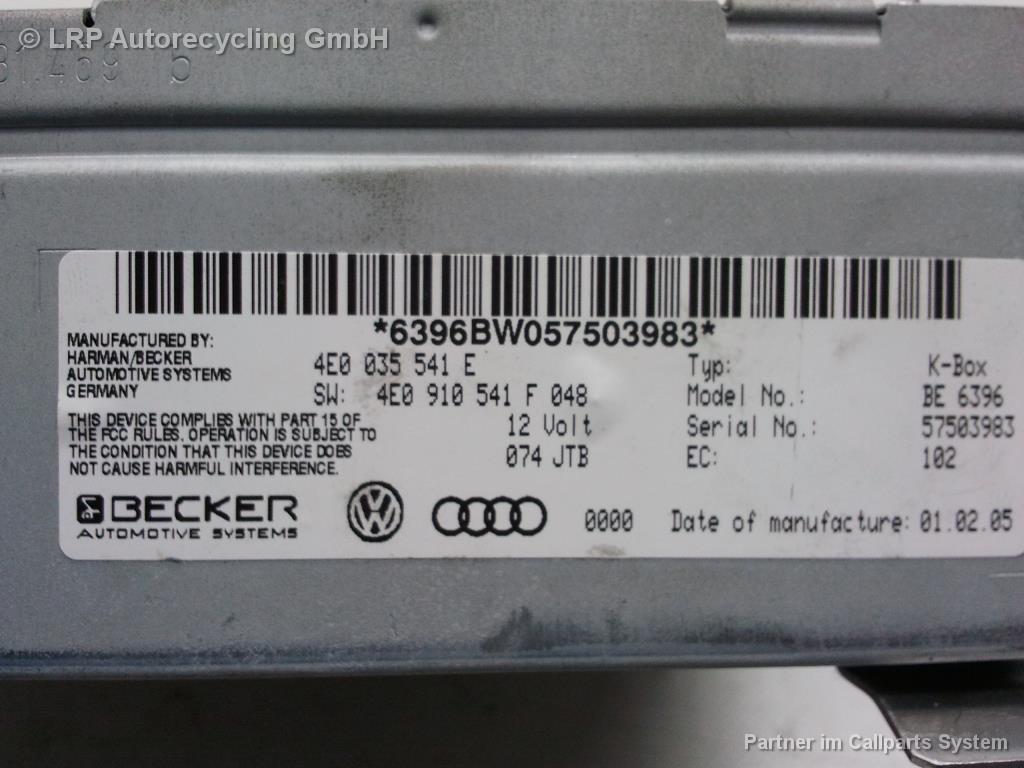 © LRP Autorecycling GmbH
*6396BW057503983*
MANUFACTURED BY:
HARMAN/BECKER
AUTOMOTIVE SYSTEMS
GERMANY
4E0 035 541 E
SW: 4E0 910 541 F 048
12 Volt
074 JTB
Typ: K-Box
Model No.: BE 6396
Serial No.: 57503983
EC: 102
THIS DEVICE COMPLIES WITH PART 15 OF
THE FCC RULES. OPERATION IS SUBJECT TO
THE CONDITION THAT THIS DEVICE DOES
NOT CAUSE HARMFUL INTERFERENCE.
BECKER
AUTOMOTIVE SYSTEMS
0000 Date of manufacture: 01.02.05
Partner im Callparts System